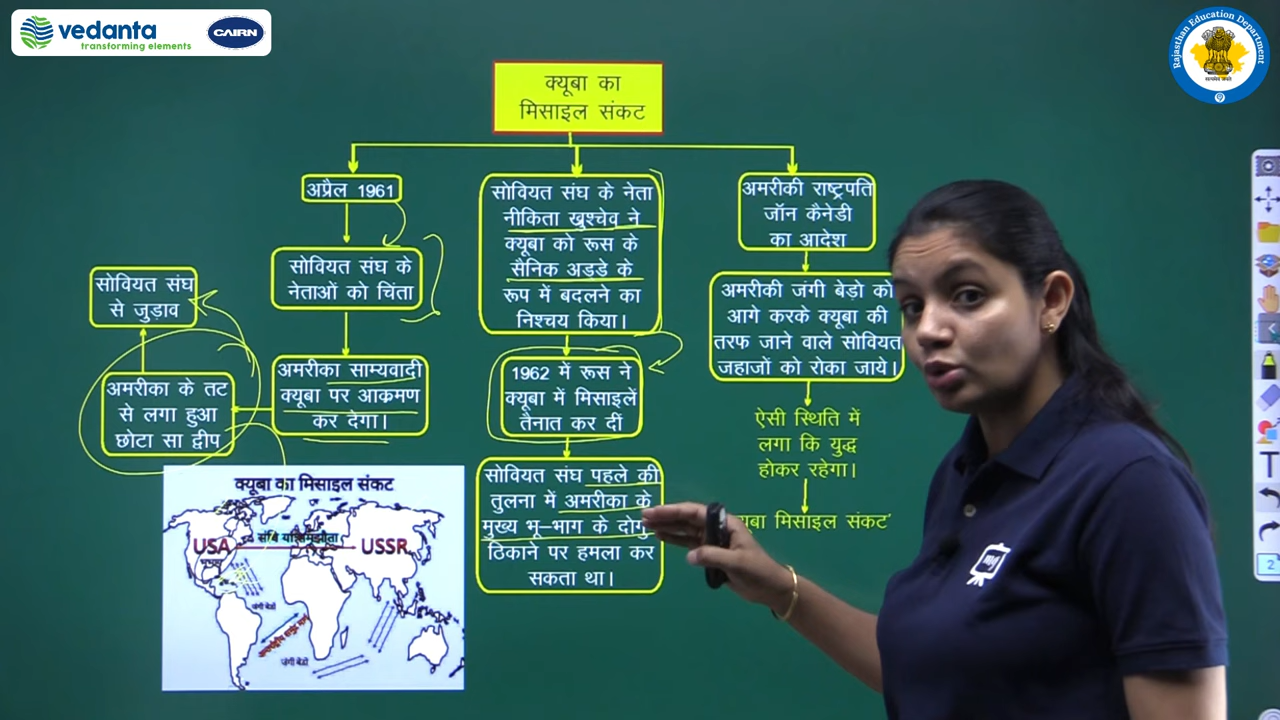 vedanta
transforming elements
CAIRN
Rajasthan Education Department
क्यूबा का
मिसाइल संकट
अप्रैल 1961
सोवियत संघ के
नेताओं को चिंता
अमरीका साम्यवादी
क्यूबा पर आक्रमण
कर देगा।
अमरीका के तट
से लगा हुआ
छोटा सा द्वीप
सोवियत संघ
से जुड़ाव
सोवियत संघ के नेता
नीकिता ख्रुश्चेव ने
क्यूबा को रूस के
सैनिक अड्डे के
रूप में बदलने का
निश्चय किया।
1962 में रूस ने
क्यूबा में मिसाइलें
तैनात कर दीं
सोवियत संघ पहले की
तुलना में अमरीका के
मुख्य भू–भाग के
ठिकाने पर हमला कर
सकता था।
अमरीकी राष्ट्रपति
जॉन कैनेडी
का आदेश
अमरीकी जंगी बेड़ो को
आगे करके क्यूबा की
तरफ जाने वाले सोवियत
जहाजों को रोका जाये।
ऐसी स्थिति में
लगा कि युद्ध
होकर रहेगा।
मिसाइल संकट'
क्यूबा का मिसाइल संकट
USA
USSR
जंगी बेडो
जंगी बेडो
T
2